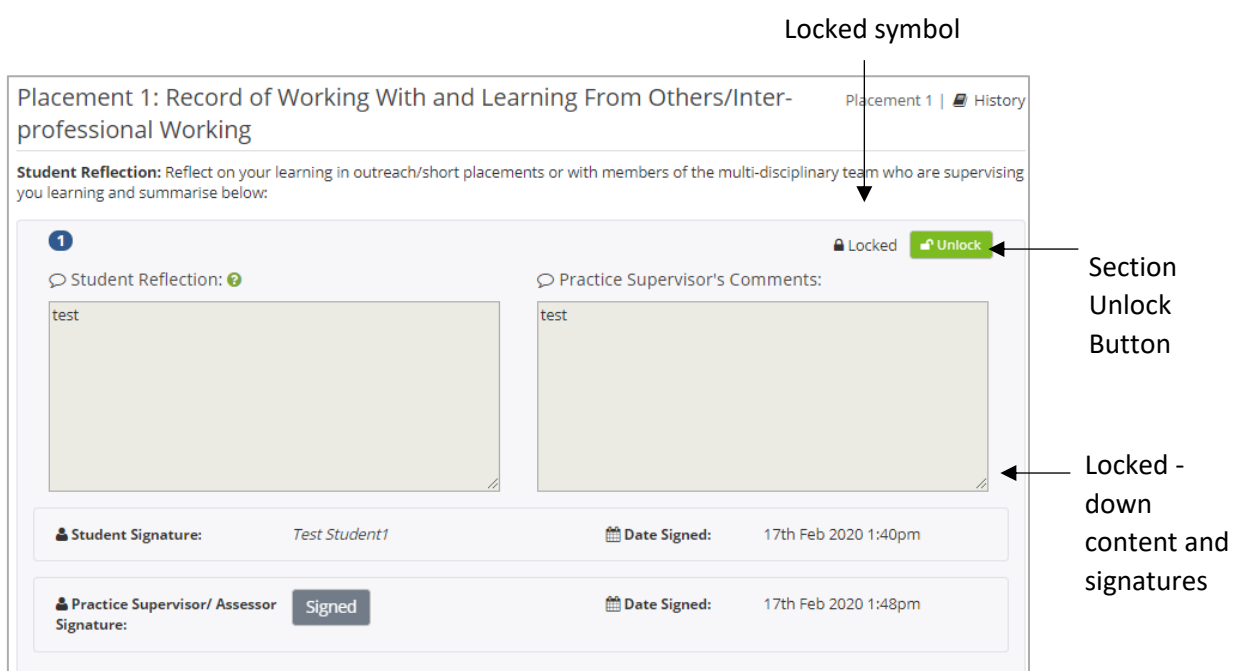 Locked symbol
Placement 1: Record of Working With and Learning From Others/Inter-
professional Working
Placement 1 | History
Student Reflection: Reflect on your learning in outreach/short placements or with members of the multi-disciplinary team who are supervising
you learning and summarise below:
1
Locked
Unlock
Section
Unlock
Button
Student Reflection: ?
Practice Supervisor's Comments:
test
test
Locked -
down
content and
signatures
Student Signature:
Test Student1
Date Signed:
17th Feb 2020 1:40pm
Practice Supervisor/ Assessor
Signature:
Signed
Date Signed:
17th Feb 2020 1:48pm